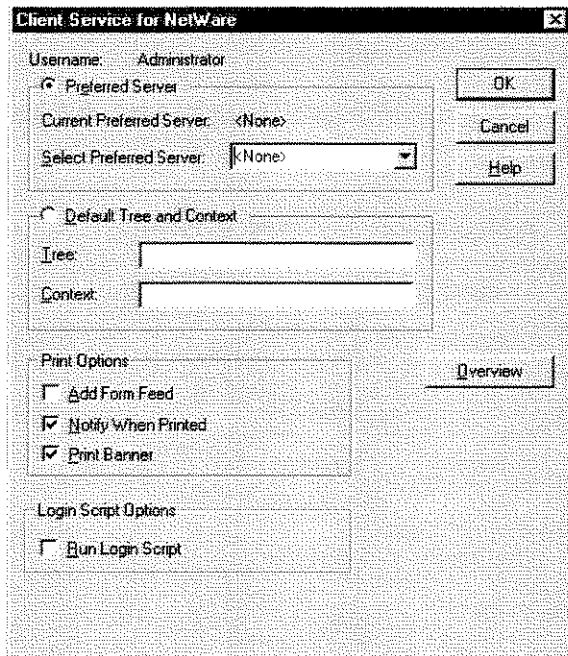 Client Service for NetWare
Username: Administrator
Preferred Server
Current Preferred Server: <None>
Select Preferred Server: <None>
OK
Cancel
Help
Default Tree and Context
Tree:
Context:
Print Options
Add Form Feed
Notify When Printed
Print Banner
Overview
Login Script Options
Run Login Script